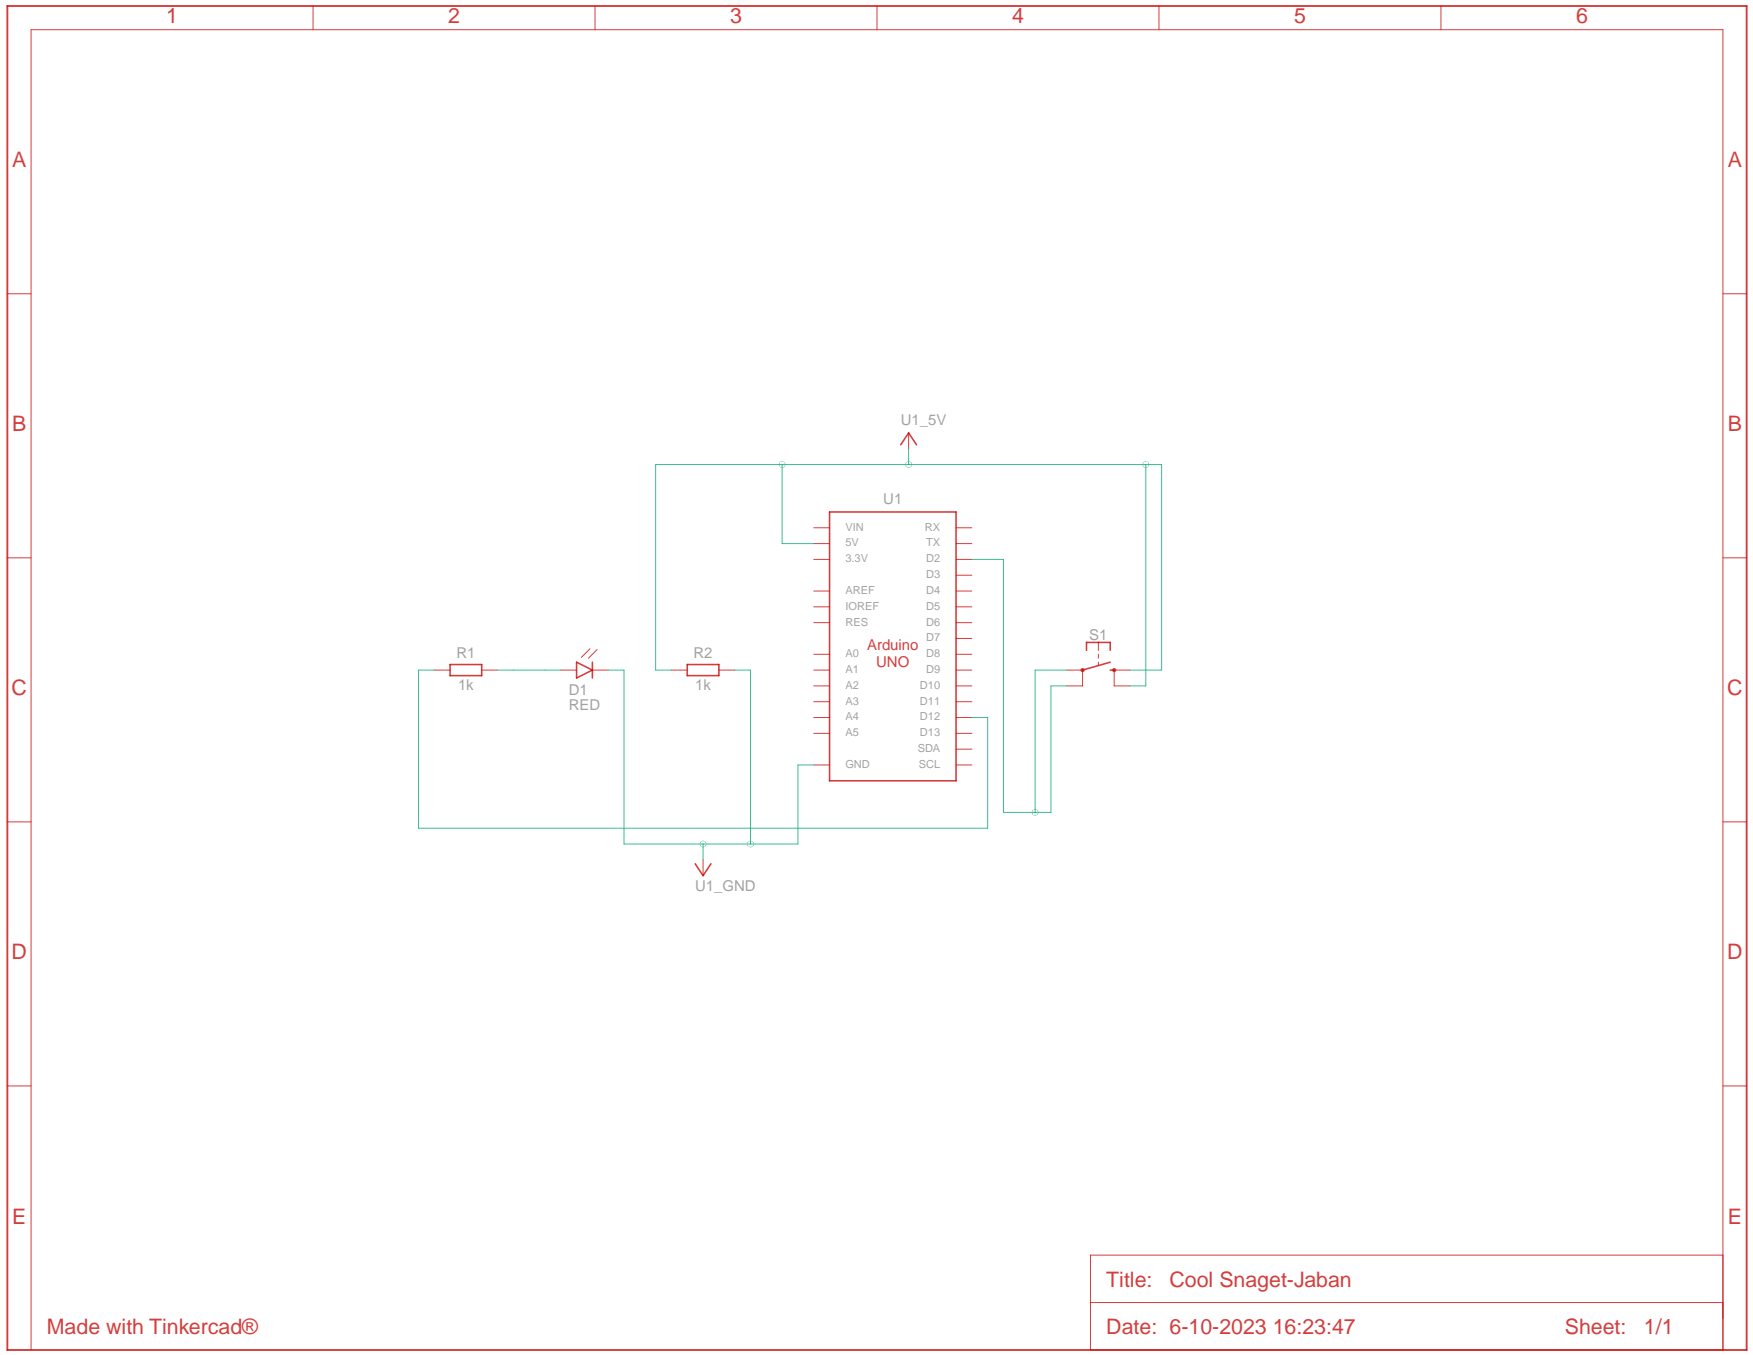 1 2 3 4 5 6
A A
B B
U1_5V
U1
VIN RX
5V TX
3.3V D2
D3
AREF D4
IOREF D5
RES D6
D7
Arduino
UNO
A0 D8
A1 D9
A2 D10
A3 D11
A4 D12
A5 D13
SDA
GND SCL
S1
R1
1k
D1
RED
R2
1k
C C
U1_GND
D D
E E
Title: Cool Snaget-Jaban
Date: 6-10-2023 16:23:47 Sheet: 1/1
Made with Tinkercad®